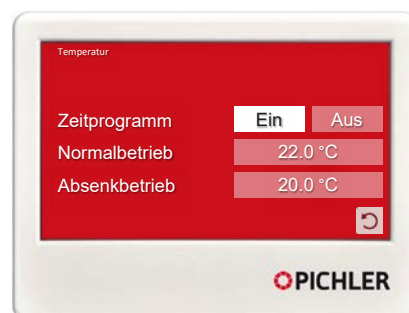 Temperatur
Zeitprogramm Ein Aus
Normalbetrieb 22.0 °C
Absenkbetrieb 20.0 °C
PICHLER